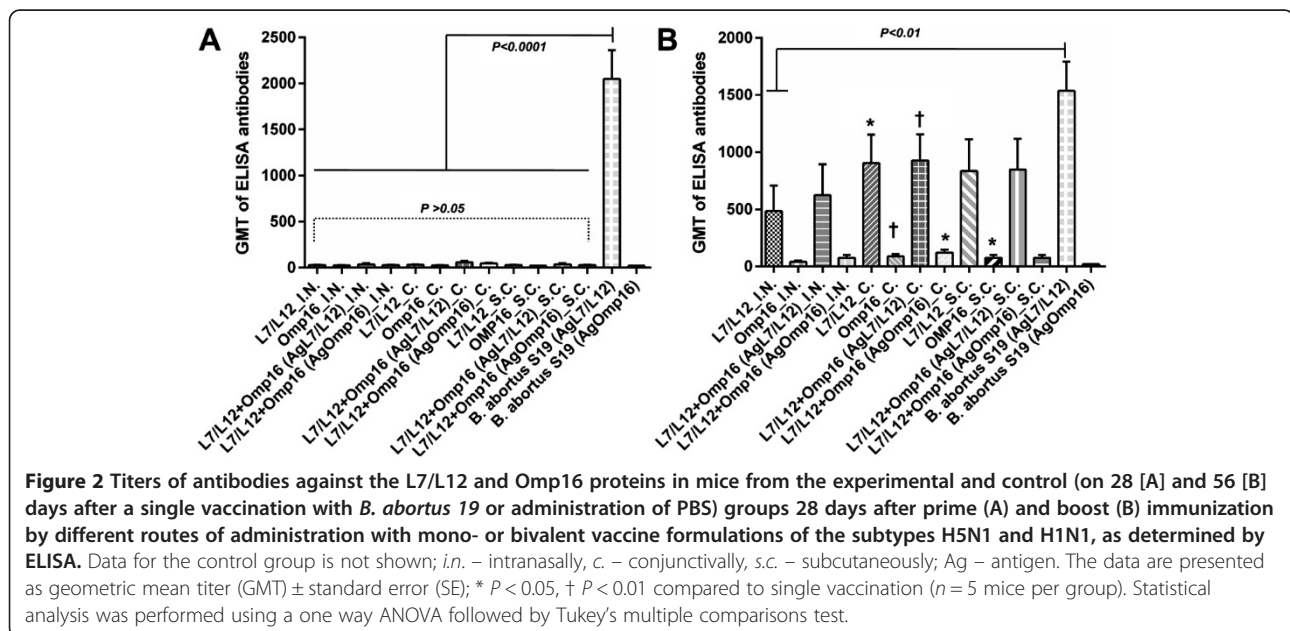 A
P<0.0001
2500
2000
1500
1000
500
0
GMT of ELISA antibodies
P >0.05
L7/L12_I.N.
Omp16_I.N.
L7/L12+Omp16 (AgL7/L12)_I.N.
L7/L12+Omp16 (AgOmp16)_I.N.
L7/L12_C.
Omp16_C.
L7/L12+Omp16 (AgL7/L12)_C.
L7/L12+Omp16 (AgOmp16)_C.
L7/L12_S.C.
OMP16_S.C.
L7/L12+Omp16 (AgL7/L12)_S.C.
L7/L12+Omp16 (AgOmp16)_S.C.
B. abortus S19 (AgL7/L12)
B. abortus S19 (AgOmp16)
B
P<0.01
2000
1500
1000
500
0
GMT of ELISA antibodies
*
†
†
*
*
L7/L12_I.N.
Omp16_I.N.
L7/L12+Omp16 (AgL7/L12)_I.N.
L7/L12+Omp16 (AgOmp16)_I.N.
L7/L12_C.
Omp16_C.
L7/L12+Omp16 (AgL7/L12)_C.
L7/L12+Omp16 (AgOmp16)_C.
L7/L12_S.C.
OMP16_S.C.
L7/L12+Omp16 (AgL7/L12)_S.C.
L7/L12+Omp16 (AgOmp16)_S.C.
B. abortus S19 (AgL7/L12)
B. abortus S19 (AgOmp16)
Figure 2 Titers of antibodies against the L7/L12 and Omp16 proteins in mice from the experimental and control (on 28 [A] and 56 [B]
days after a single vaccination with B. abortus 19 or administration of PBS) groups 28 days after prime (A) and boost (B) immunization
by different routes of administration with mono- or bivalent vaccine formulations of the subtypes H5N1 and H1N1, as determined by
ELISA. Data for the control group is not shown; i.n. – intranasally, c. – conjunctivally, s.c. – subcutaneously; Ag – antigen. The data are presented
as geometric mean titer (GMT) ± standard error (SE); * P < 0.05, † P < 0.01 compared to single vaccination (n = 5 mice per group). Statistical
analysis was performed using a one way ANOVA followed by Tukey's multiple comparisons test.